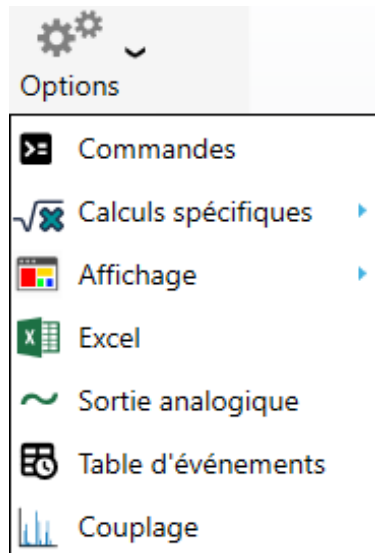 Options
Commandes
Calculs spécifiques
Affichage
Excel
Sortie analogique
Table d'événements
Couplage